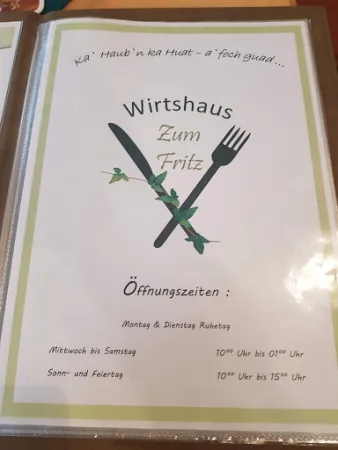 Ka` Haub`n ka Huat - a`foch guad...
Wirtshaus
Zum
Fritz
Öffnungszeiten :
Montag & Dienstag Ruhetag
Mittwoch bis Samstag 10⁰⁰ Uhr bis 01⁰⁰ Uhr
Sonn- und Feiertag 10⁰⁰ Uhr bis 15⁰⁰ Uhr